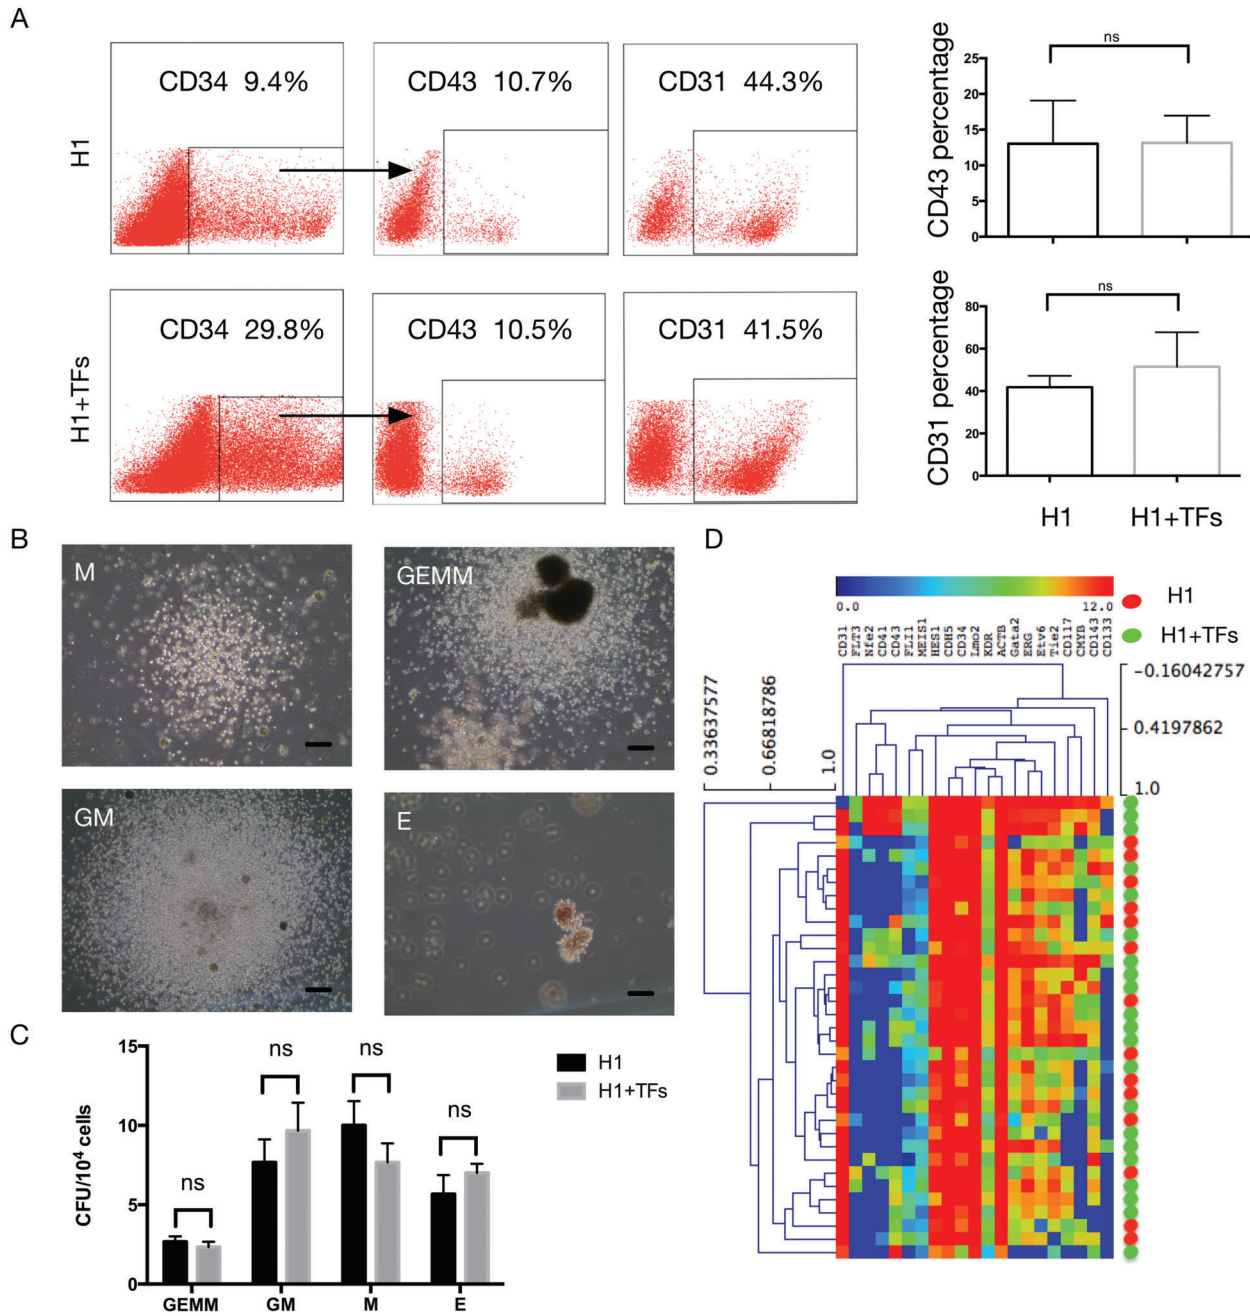 A
CD34 9.4%
CD43 10.7%
CD31 44.3%
H1
CD34 29.8%
CD43 10.5%
CD31 41.5%
H1+TFs
ns
25
20
15
10
5
0
CD43 percentage
ns
80
60
40
20
0
CD31 percentage
H1 H1+TFs
B
M
GEMM
GM
E
C
15
10
5
0
CFU/10⁴ cells
ns
ns
ns
ns
H1
H1+TFs
GEMM GM M E
D
0.0 12.0
H1
H1+TFs
CD31
FLT3
Nfe2
CD41
CD43
FLI1
MEIS1
HES1
CDH5
CD34
Lmo2
KDR
ACTB
Gata2
ERG
Etv6
Tie2
CD117
CMYB
CD143
CD133
-0.16042757
0.4197862
1.0
0.33637577
0.66818786
1.0